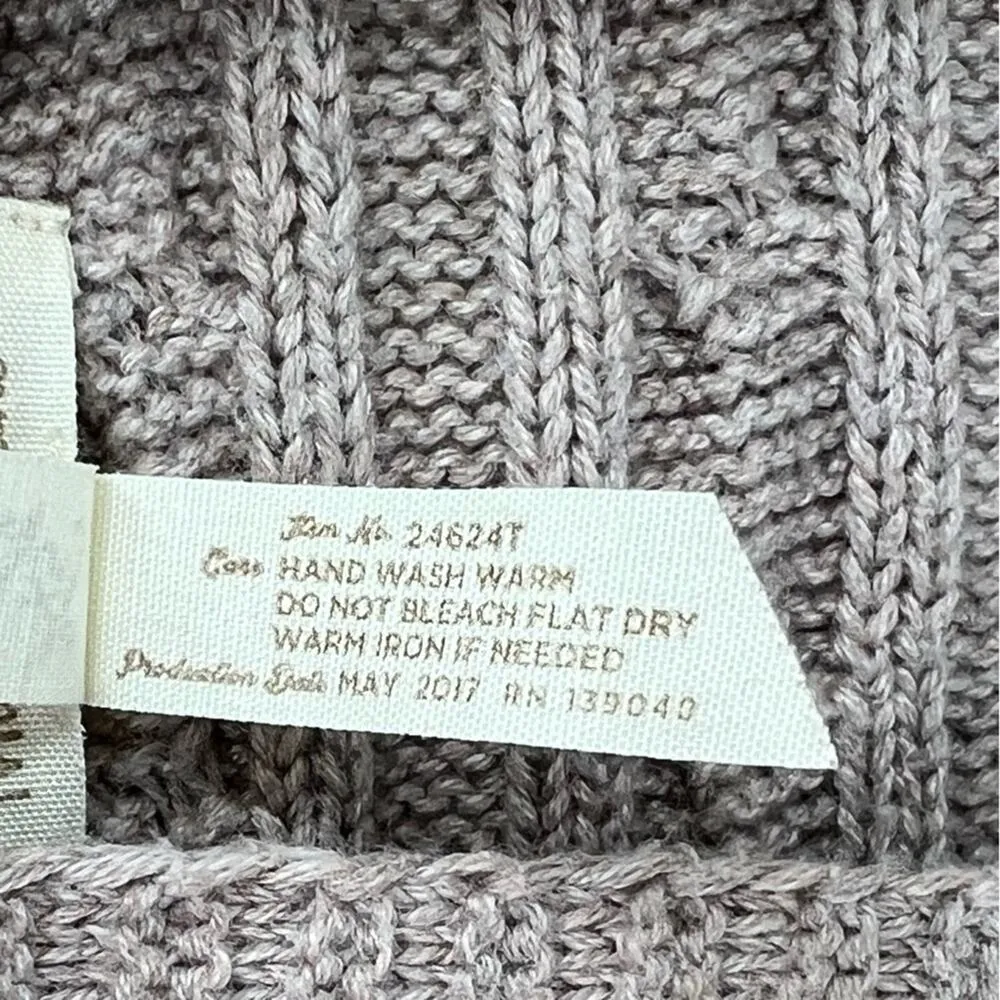 Item No 24624T
Care HAND WASH WARM
DO NOT BLEACH FLAT DRY
WARM IRON IF NEEDED
Production Date MAY 2017 RN 139040